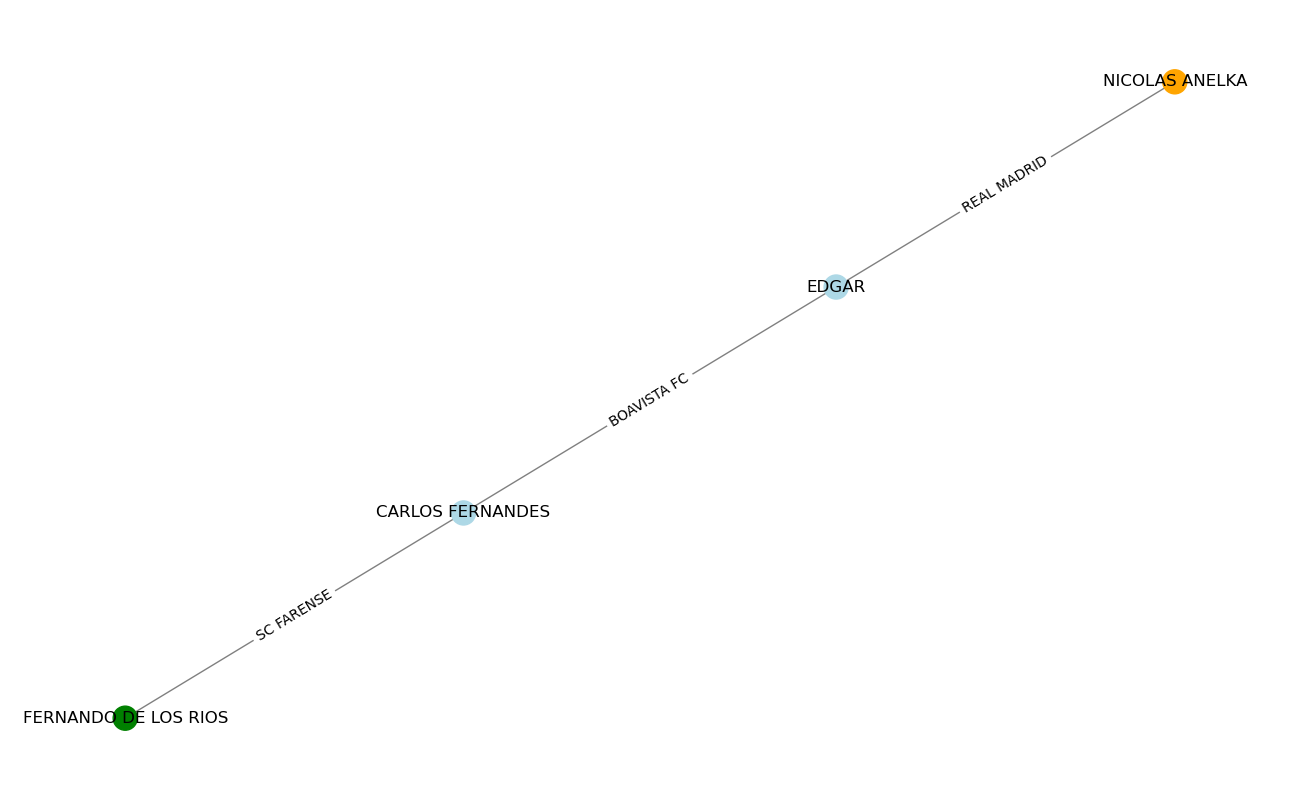 NICOLAS ANELKA
REAL MADRID
EDGAR
BOAVISTA FC
CARLOS FERNANDES
SC FARENSE
FERNANDO DE LOS RIOS